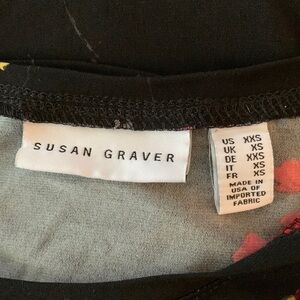 SUSAN GRAVER
US XXS
UK XS
DE XXS
IT XS
FR XS
MADE IN
USA OF
IMPORTED
FABRIC